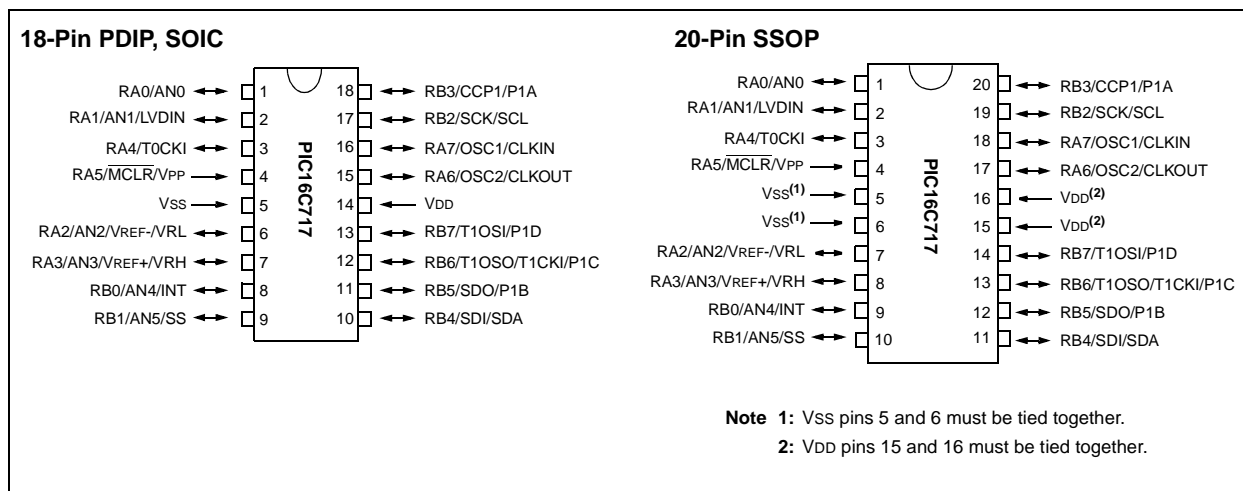 18-Pin PDIP, SOIC
RA0/AN0 1 18 RB3/CCP1/P1A
RA1/AN1/LVDIN 2 17 RB2/SCK/SCL
RA4/T0CKI 3 16 RA7/OSC1/CLKIN
RA5/MCLR/VPP 4 15 RA6/OSC2/CLKOUT
VSS 5 14 VDD
RA2/AN2/VREF-/VRL 6 13 RB7/T1OSI/P1D
RA3/AN3/VREF+/VRH 7 12 RB6/T1OSO/T1CKI/P1C
RB0/AN4/INT 8 11 RB5/SDO/P1B
RB1/AN5/SS 9 10 RB4/SDI/SDA
PIC16C717
20-Pin SSOP
RA0/AN0 1 20 RB3/CCP1/P1A
RA1/AN1/LVDIN 2 19 RB2/SCK/SCL
RA4/T0CKI 3 18 RA7/OSC1/CLKIN
RA5/MCLR/VPP 4 17 RA6/OSC2/CLKOUT
VSS(1) 5 16 VDD(2)
VSS(1) 6 15 VDD(2)
RA2/AN2/VREF-/VRL 7 14 RB7/T1OSI/P1D
RA3/AN3/VREF+/VRH 8 13 RB6/T1OSO/T1CKI/P1C
RB0/AN4/INT 9 12 RB5/SDO/P1B
RB1/AN5/SS 10 11 RB4/SDI/SDA
PIC16C717
Note 1: VSS pins 5 and 6 must be tied together.
2: VDD pins 15 and 16 must be tied together.